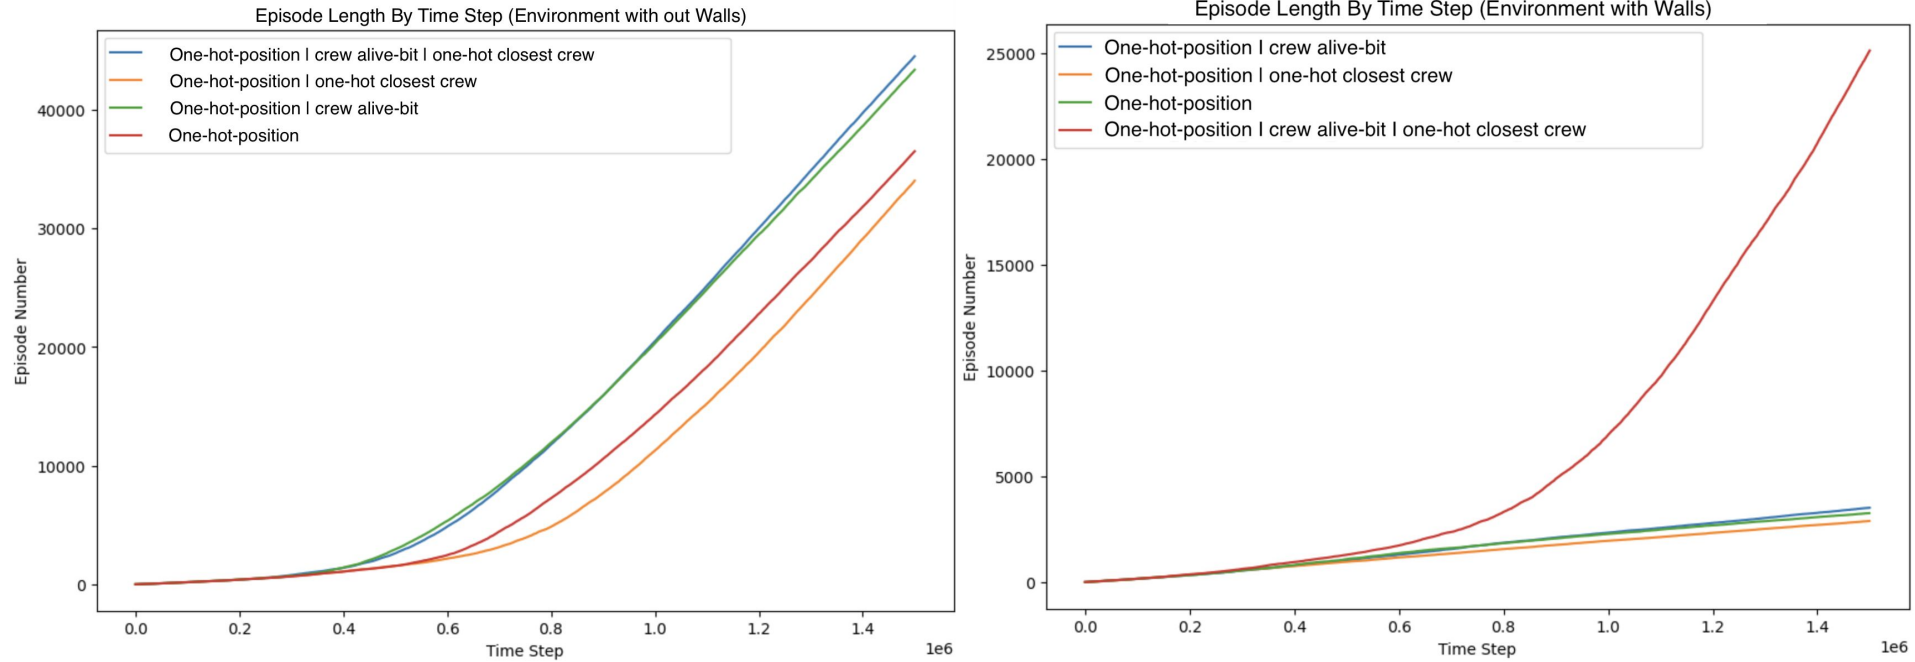 Episode Length By Time Step (Environment with out Walls)
One-hot-position | crew alive-bit | one-hot closest crew
One-hot-position | one-hot closest crew
One-hot-position | crew alive-bit
One-hot-position
40000
30000
20000
10000
0
Episode Number
0.0 0.2 0.4 0.6 0.8 1.0 1.2 1.4
Time Step
1e6
Episode Length By Time Step (Environment with Walls)
One-hot-position I crew alive-bit
One-hot-position | one-hot closest crew
One-hot-position
One-hot-position I crew alive-bit I one-hot closest crew
25000
20000
15000
10000
5000
0
Episode Number
0.0 0.2 0.4 0.6 0.8 1.0 1.2 1.4
Time Step
1e6